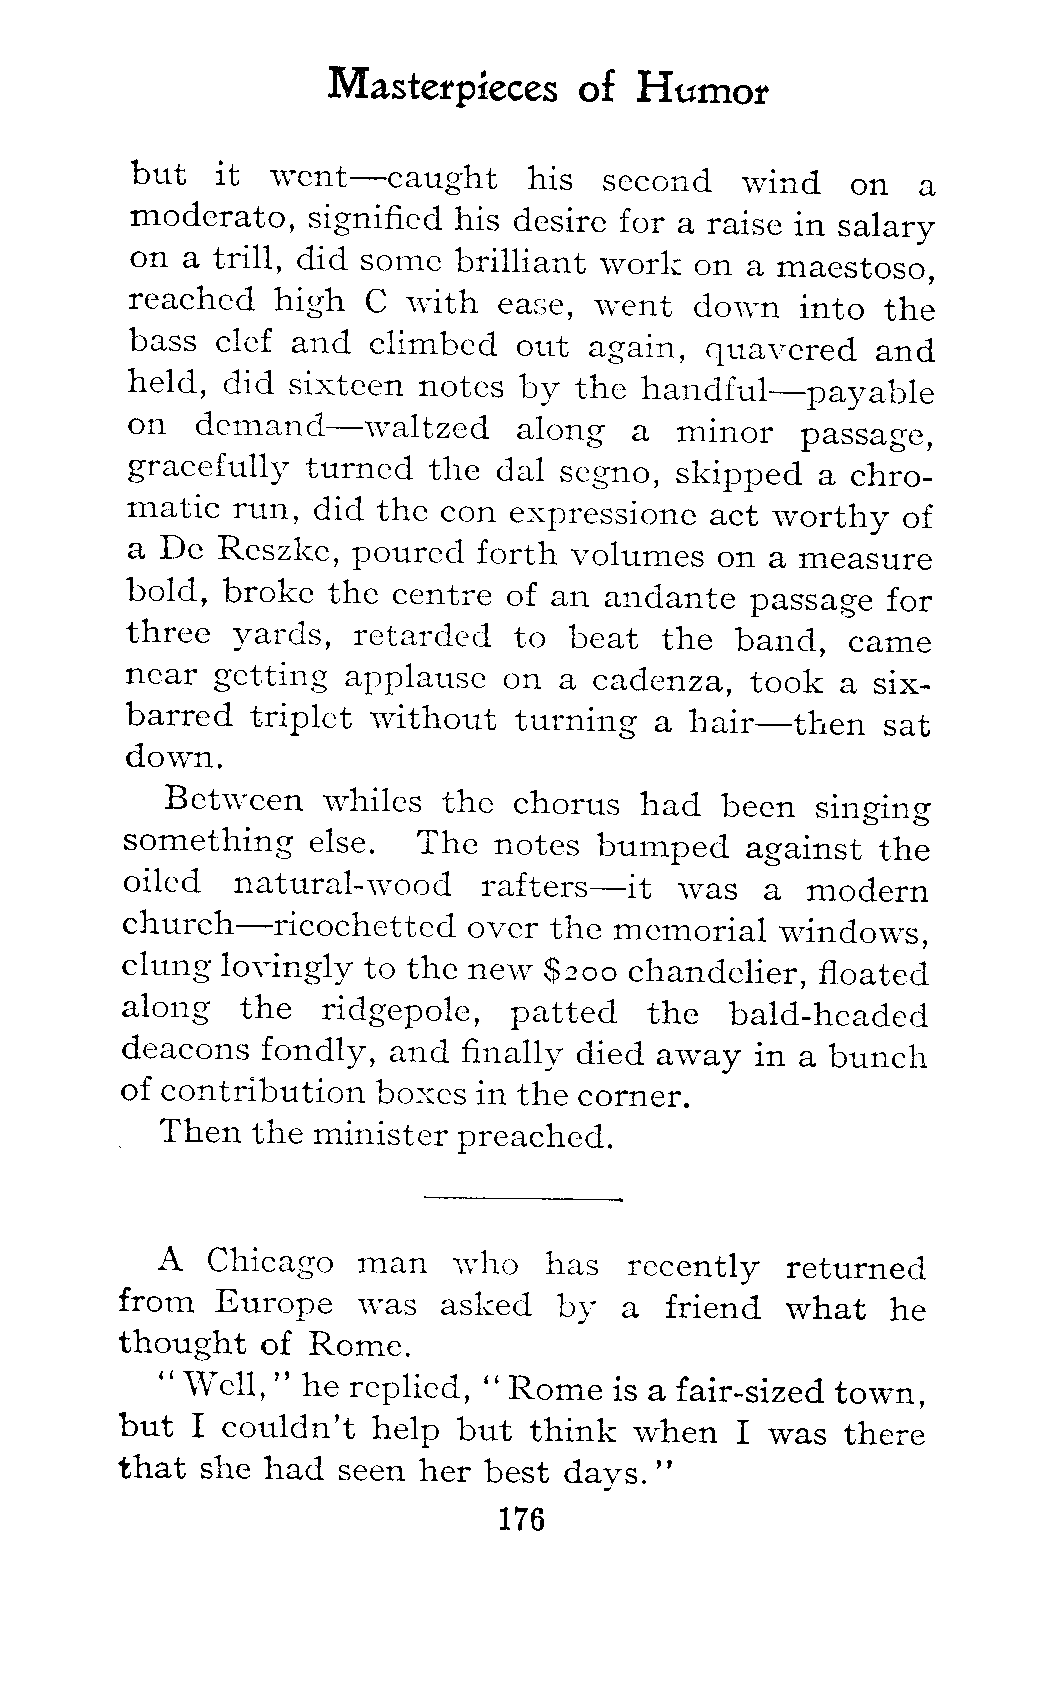 Masterpieces of Humor
but it went—caught his second wind on a
moderato, signified his desire for a raise in salary
on a trill, did some brilliant work on a maestoso,
reached high C with ease, went down into the
bass clef and climbed out again, quavered and
held, did sixteen notes by the handful—payable
on demand—waltzed along a minor passage,
gracefully turned the dal segno, skipped a chro-
matic run, did the con expressione act worthy of
a De Reszke, poured forth volumes on a measure
bold, broke the centre of an andante passage for
three yards, retarded to beat the band, came
near getting applause on a cadenza, took a six-
barred triplet without turning a hair—then sat
down.
Between whiles the chorus had been singing
something else. The notes bumped against the
oiled natural-wood rafters—it was a modern
church—ricochetted over the memorial windows,
clung lovingly to the new $200 chandelier, floated
along the ridgepole, patted the bald-headed
deacons fondly, and finally died away in a bunch
of contribution boxes in the corner.
Then the minister preached.
A Chicago man who has recently returned
from Europe was asked by a friend what he
thought of Rome.
"Well," he replied, "Rome is a fair-sized town,
but I couldn't help but think when I was there
that she had seen her best days."
176